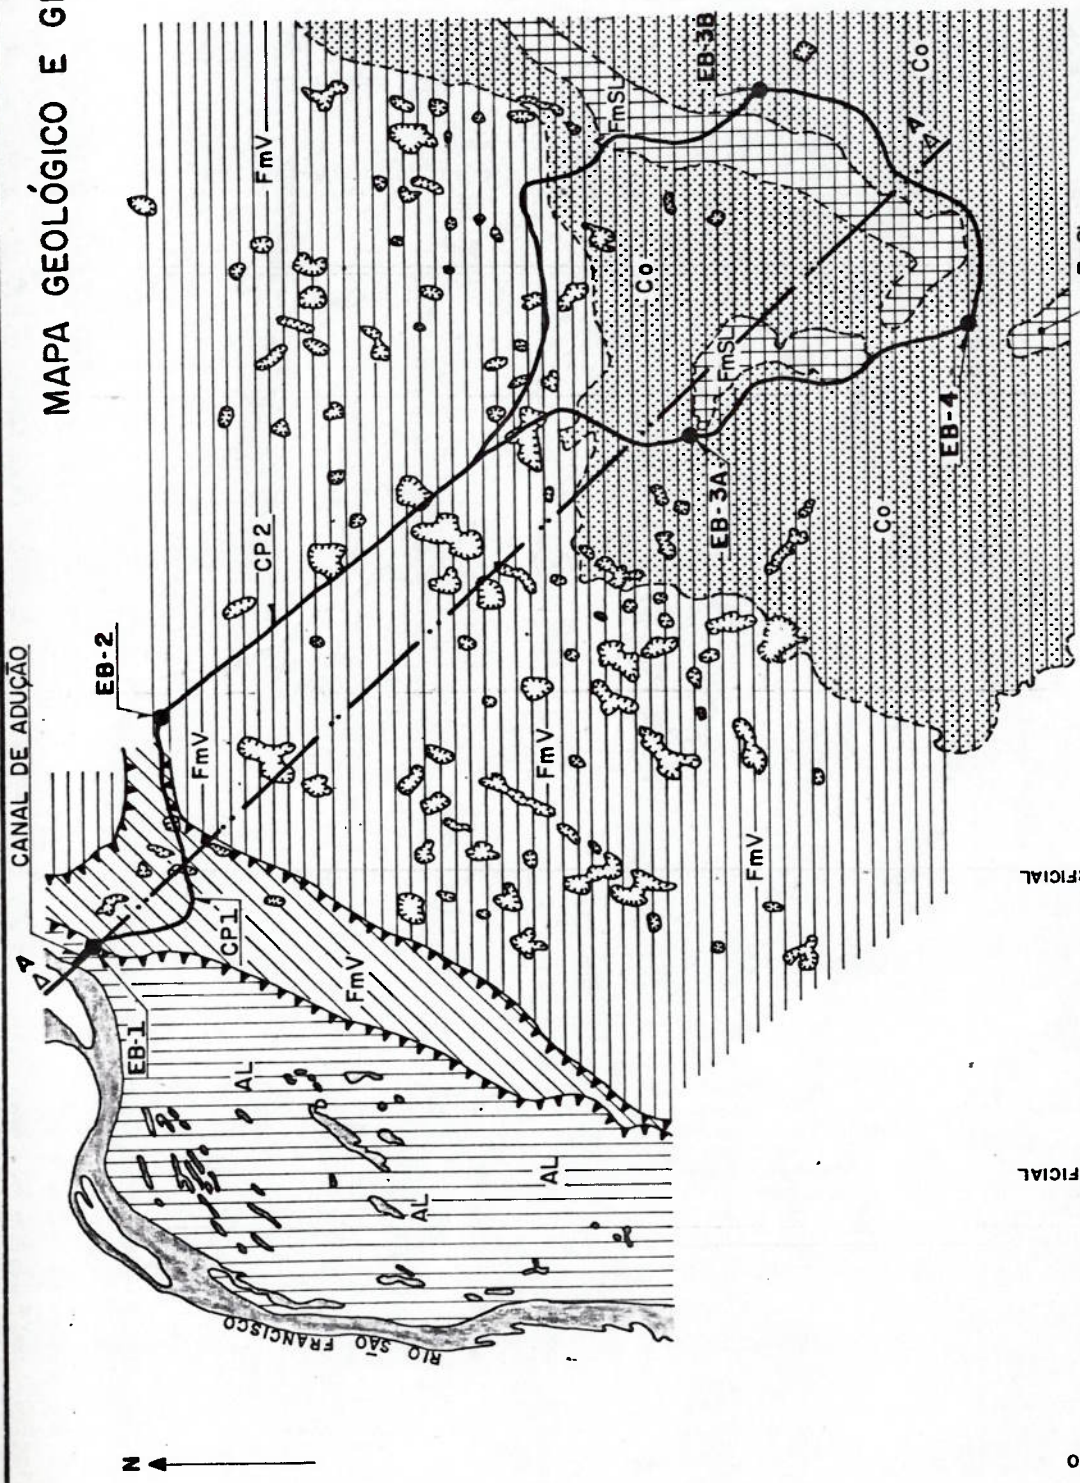 MAPA GEOLÓGICO E
CANAL DE ADUÇÃO
EB-2
FmV
CP2
FmV
EB-1
CP1
FmV
FmV
FmV
AL
AL
AL
RIO SÃO FRANCISCO
N
A
A
FmSL
EB-3B
Co
Co
FmSL
EB-3A
EB-4
Co
FICIAL